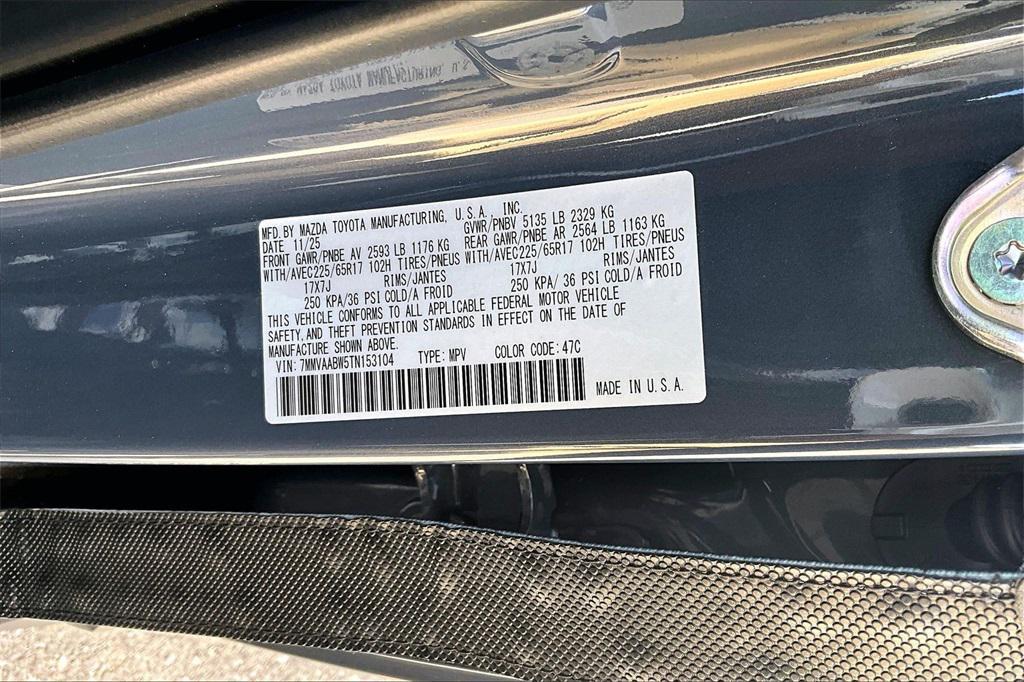 MFD. BY MAZDA TOYOTA MANUFACTURING, U.S.A. INC.
DATE 11/25 GVWR/PNBV 5135 LB 2329 KG
FRONT GAWR/PNBE AV 2593 LB 1176 KG REAR GAWR/PNBE AR 2564 LB 1163 KG
WITH/AVEC225/65R17 102H TIRES/PNEUS WITH/AVEC225/65R17 102H TIRES/PNEUS
17X7J RIMS/JANTES 17X7J RIMS/JANTES
250 KPA/36 PSI COLD/A FROID 250 KPA/36 PSI COLD/A FROID
THIS VEHICLE CONFORMS TO ALL APPLICABLE FEDERAL MOTOR VEHICLE
SAFETY, AND THEFT PREVENTION STANDARDS IN EFFECT ON THE DATE OF
MANUFACTURE SHOWN ABOVE.
VIN: 7MMVAABW5TN153104 TYPE: MPV COLOR CODE: 47C
MADE IN U.S.A.